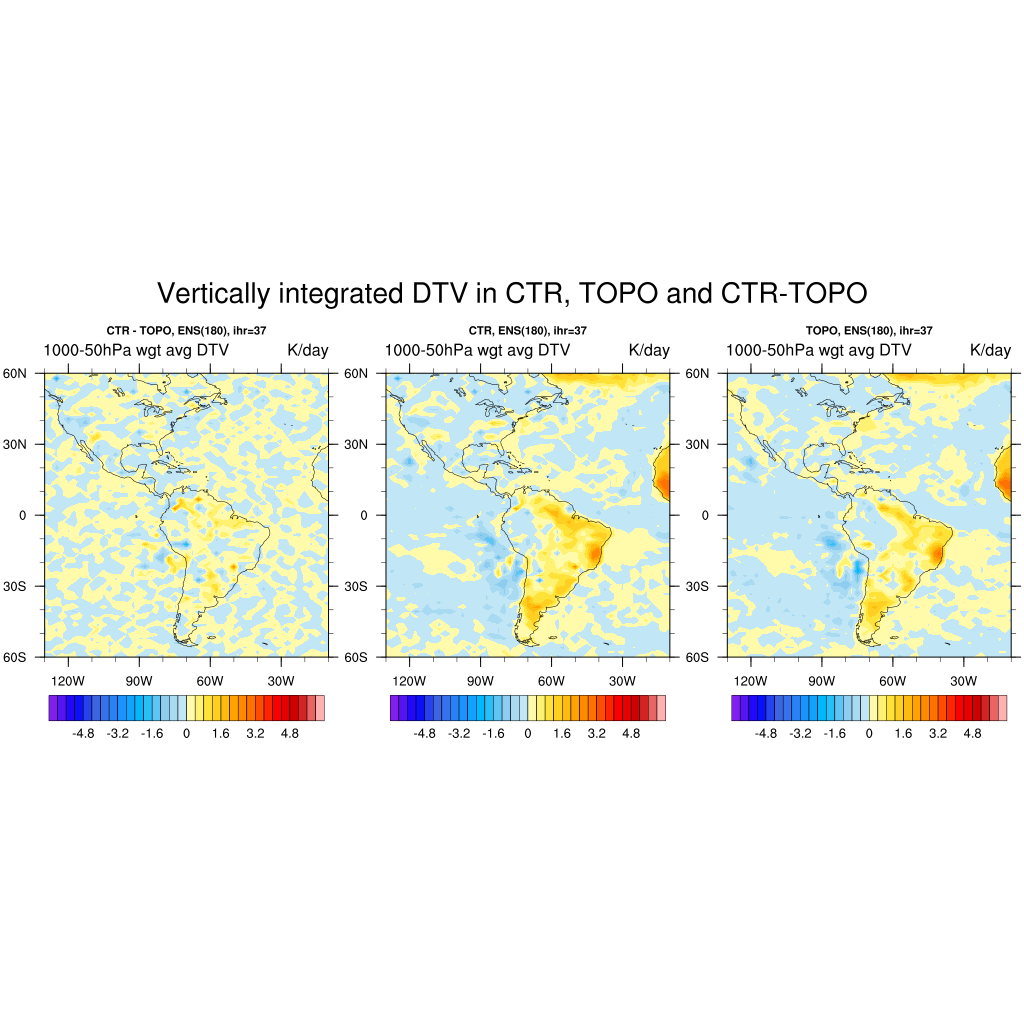 Vertically integrated DTV in CTR, TOPO and CTR-TOPO
CTR - TOPO, ENS(180), ihr=37
1000-50hPa wgt avg DTV K/day
60N
30N
0
30S
60S
120W 90W 60W 30W
-4.8 -3.2 -1.6 0 1.6 3.2 4.8
CTR, ENS(180), ihr=37
1000-50hPa wgt avg DTV K/day
60N
30N
0
30S
60S
120W 90W 60W 30W
-4.8 -3.2 -1.6 0 1.6 3.2 4.8
TOPO, ENS(180), ihr=37
1000-50hPa wgt avg DTV K/day
60N
30N
0
30S
60S
120W 90W 60W 30W
-4.8 -3.2 -1.6 0 1.6 3.2 4.8